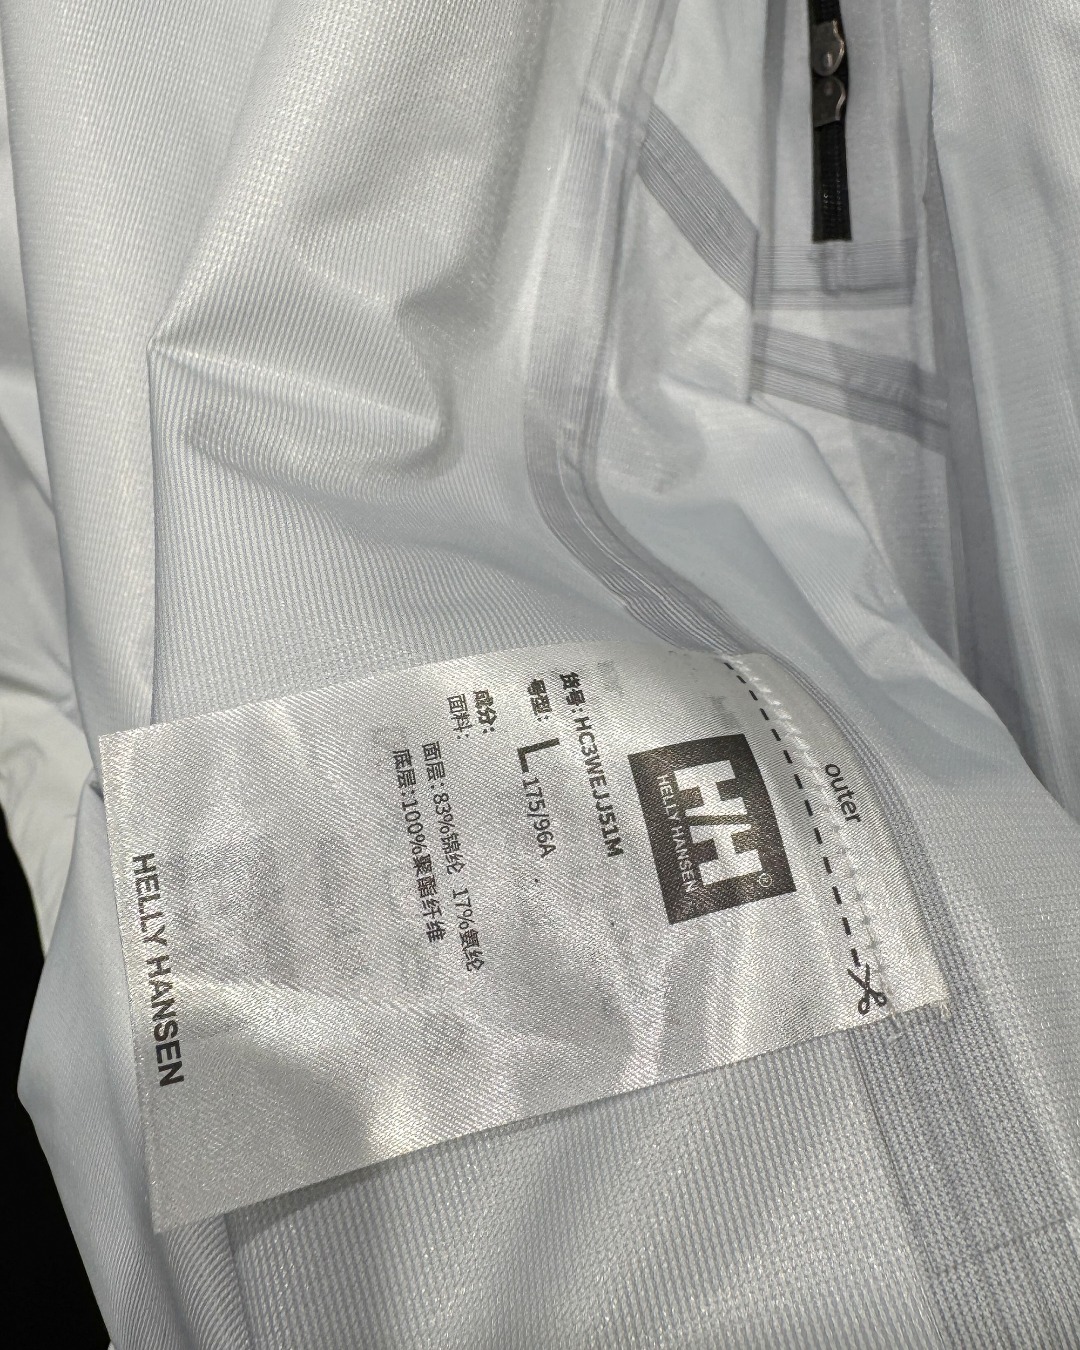 outer
HH®
HELLY HANSEN
货号: HC3WEJJ51M
号型: L 175/96A
成分:
面料:
面层: 83%锦纶 17%氨纶
底层: 100%聚酯纤维
HELLY HANSEN